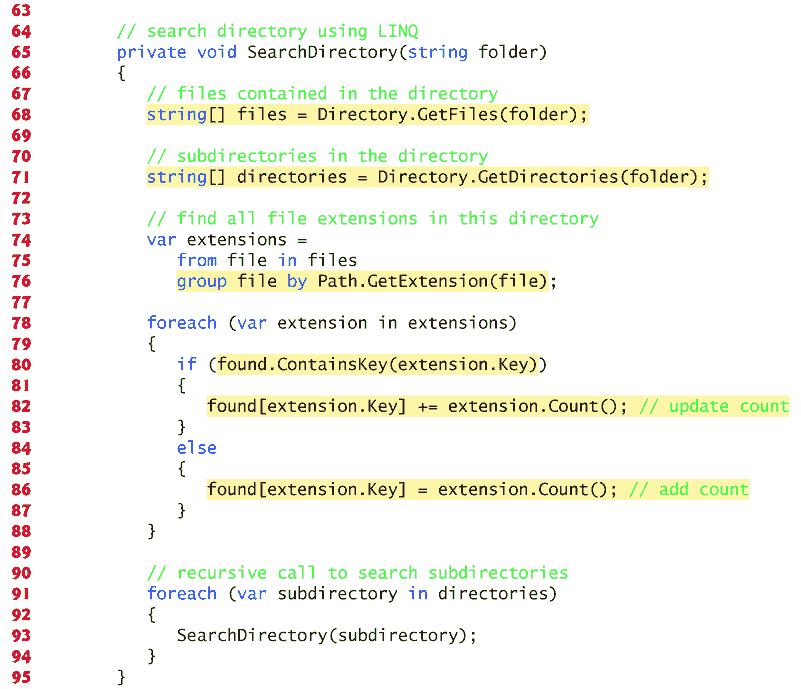 63
64 // search directory using LINQ
65 private void SearchDirectory(string folder)
66 {
67 // files contained in the directory
68 string[] files = Directory.GetFiles(folder);
69
70 // subdirectories in the directory
71 string[] directories = Directory.GetDirectories(folder);
72
73 // find all file extensions in this directory
74 var extensions =
75 from file in files
76 group file by Path.GetExtension(file);
77
78 foreach (var extension in extensions)
79 {
80 if (found.ContainsKey(extension.Key))
81 {
82 found[extension.Key] += extension.Count(); // update count
83 }
84 else
85 {
86 found[extension.Key] = extension.Count(); // add count
87 }
88 }
89
90 // recursive call to search subdirectories
91 foreach (var subdirectory in directories)
92 {
93 SearchDirectory(subdirectory);
94 }
95 }